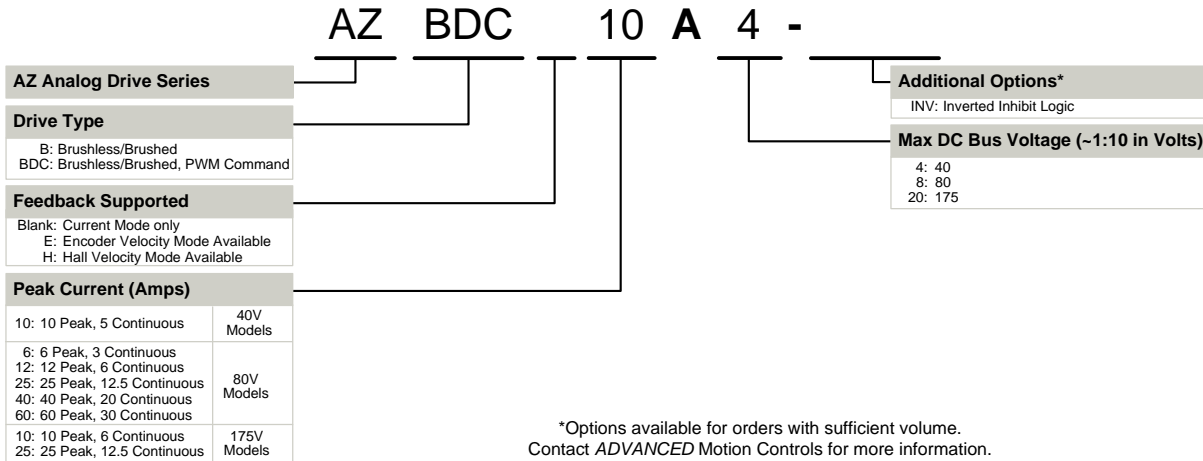 AZ BDC 10 A 4 -
AZ Analog Drive Series
Drive Type
B: Brushless/Brushed
BDC: Brushless/Brushed, PWM Command
Feedback Supported
Blank: Current Mode only
E: Encoder Velocity Mode Available
H: Hall Velocity Mode Available
Peak Current (Amps)
10: 10 Peak, 5 Continuous
40V
Models
6: 6 Peak, 3 Continuous
12: 12 Peak, 6 Continuous
25: 25 Peak, 12.5 Continuous
40: 40 Peak, 20 Continuous
60: 60 Peak, 30 Continuous
80V
Models
10: 10 Peak, 6 Continuous
25: 25 Peak, 12.5 Continuous
175V
Models
Additional Options*
INV: Inverted Inhibit Logic
Max DC Bus Voltage (~1:10 in Volts)
4: 40
8: 80
20: 175
*Options available for orders with sufficient volume.
Contact ADVANCED Motion Controls for more information.